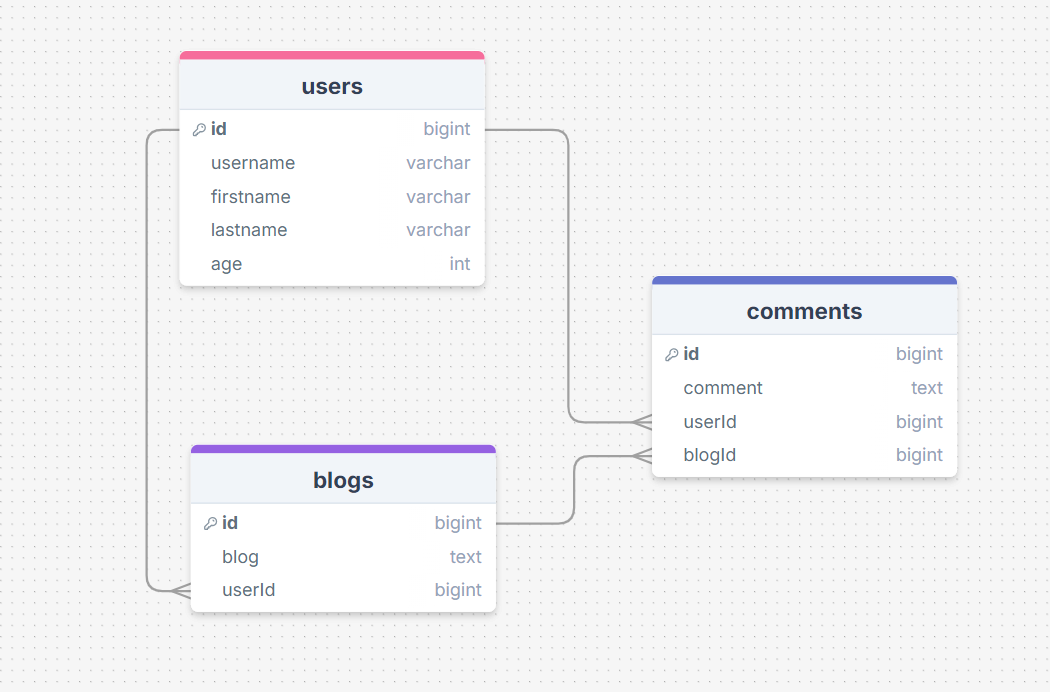 users
id bigint
username varchar
firstname varchar
lastname varchar
age int
comments
id bigint
comment text
userId bigint
blogId bigint
blogs
id bigint
blog text
userId bigint